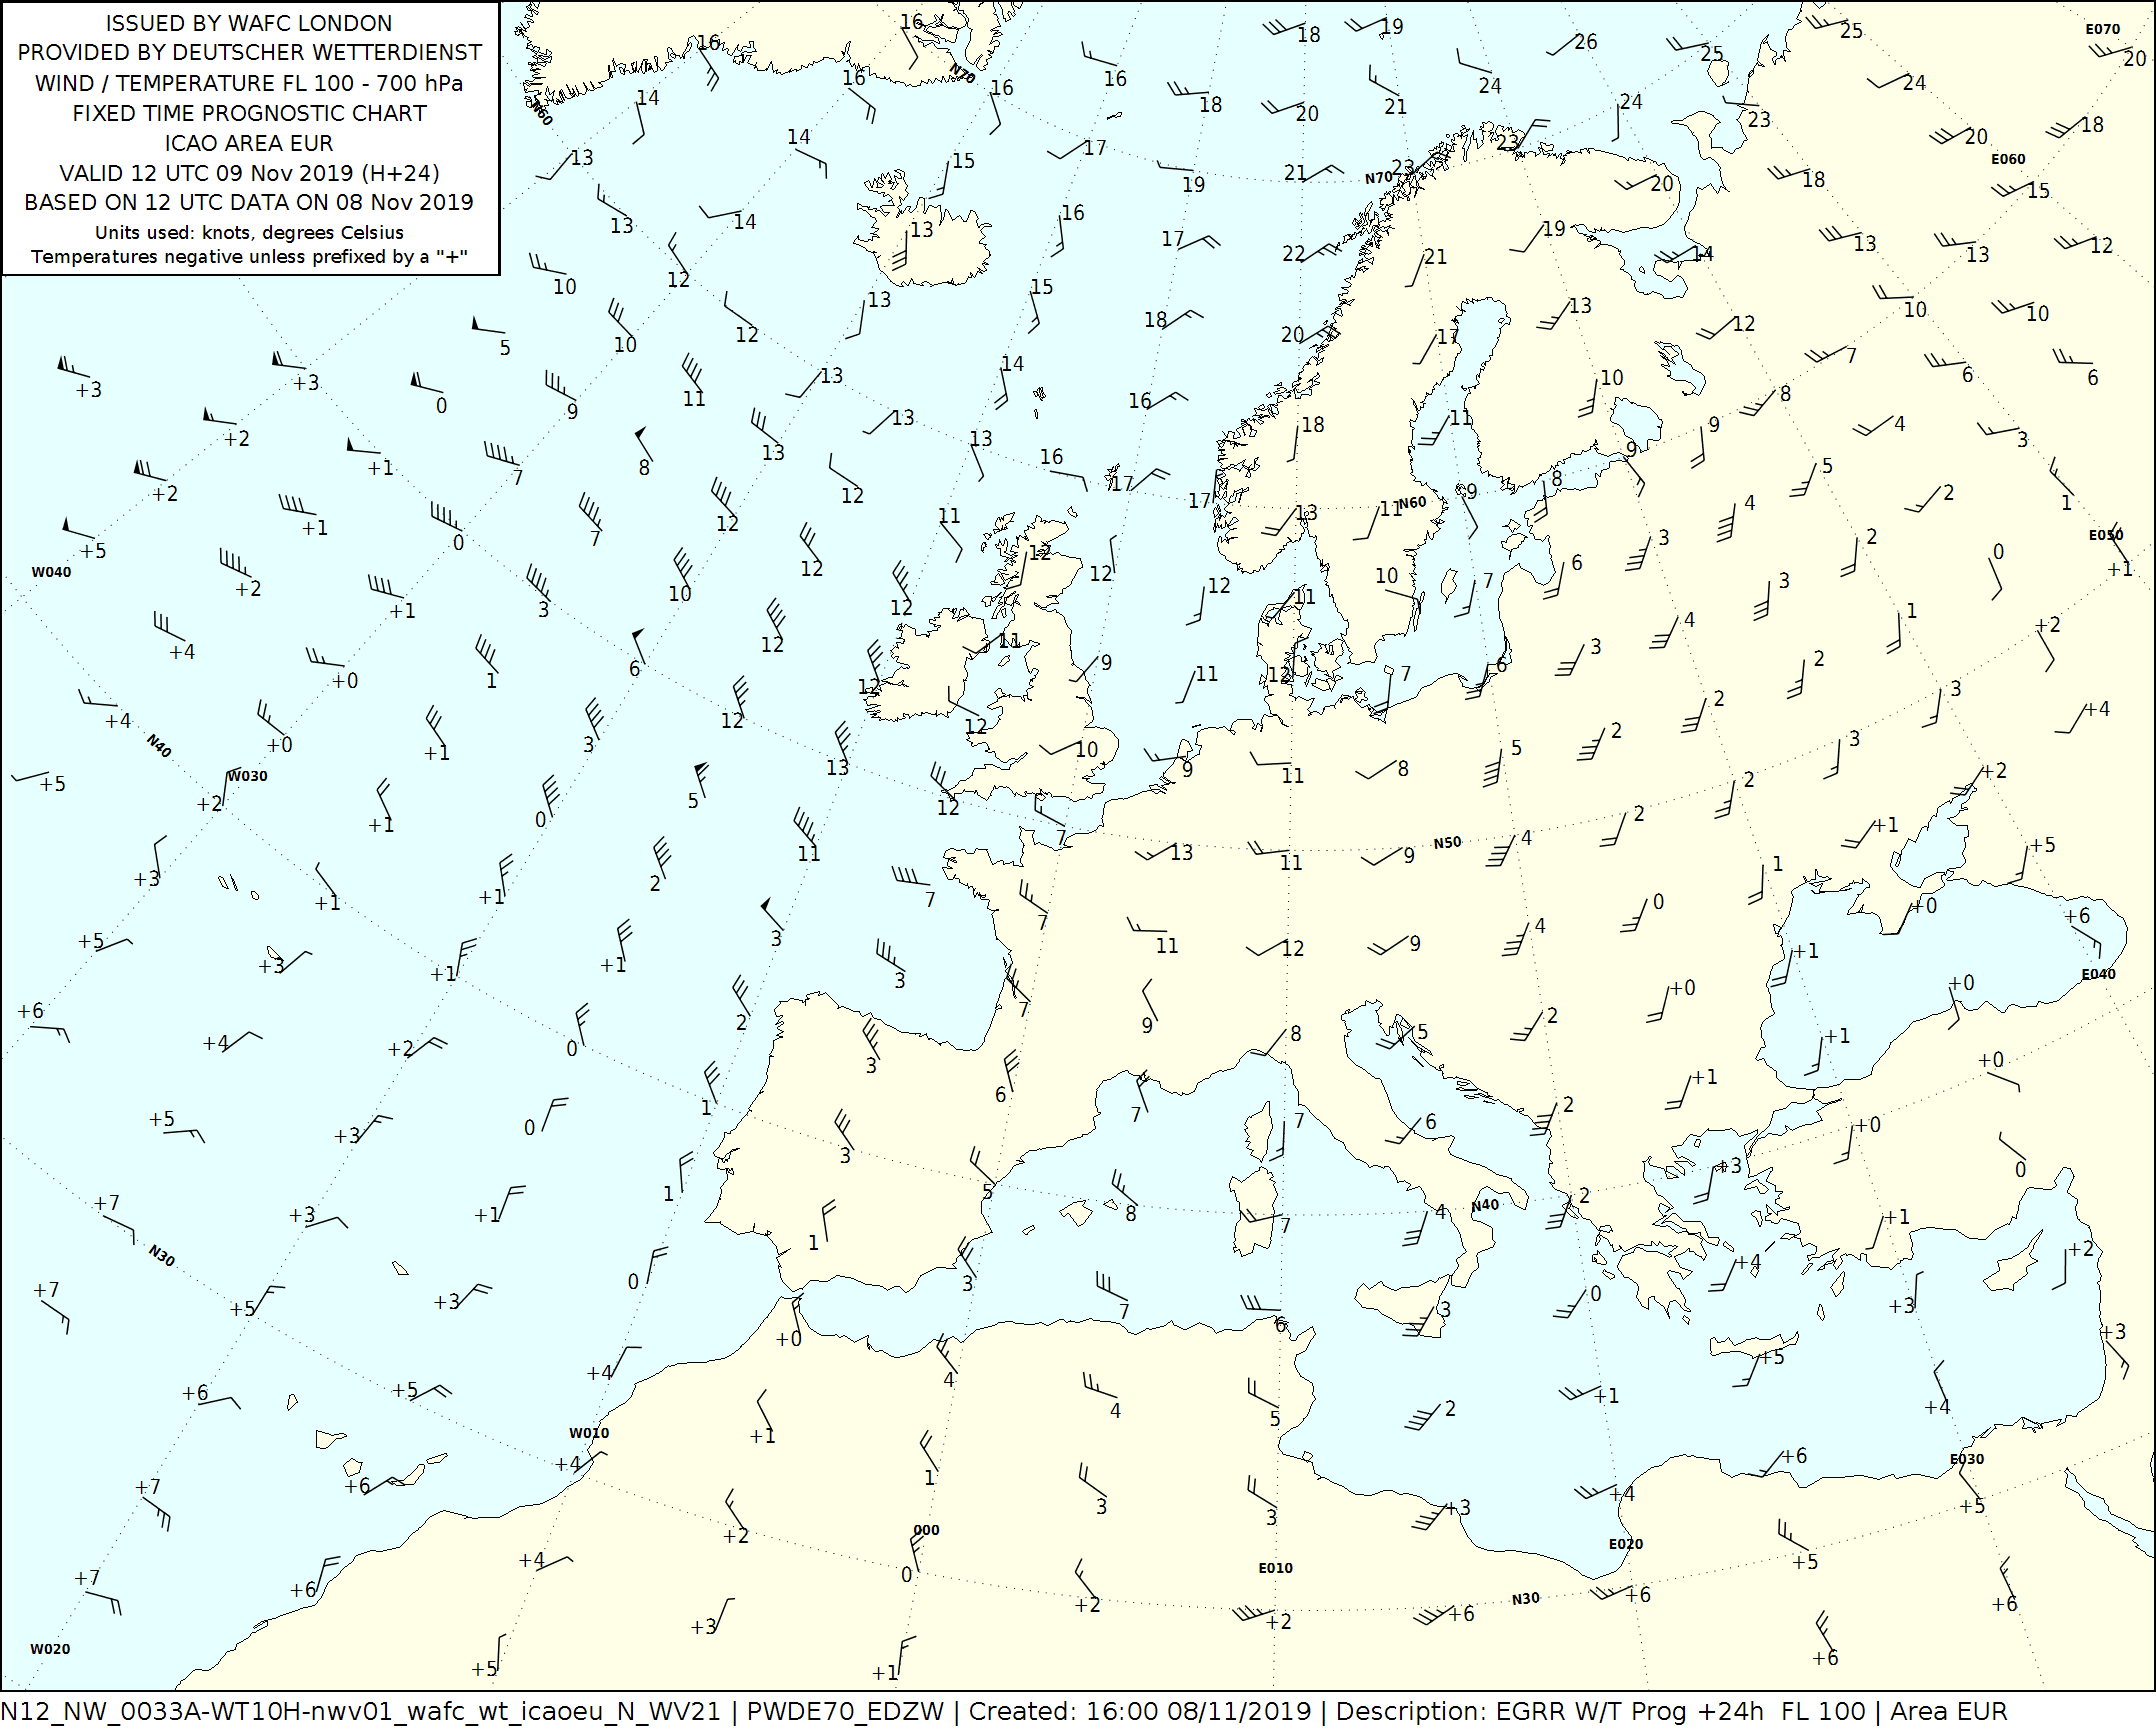 ISSUED BY WAFC LONDON
PROVIDED BY DEUTSCHER WETTERDIENST
WIND / TEMPERATURE FL 100 - 700 hPa
FIXED TIME PROGNOSTIC CHART
ICAO AREA EUR
VALID 12 UTC 09 Nov 2019 (H+24)
BASED ON 12 UTC DATA ON 08 Nov 2019
Units used: knots, degrees Celsius
Temperatures negative unless prefixed by a "+"
16 18 19 25 E070
16 26 25 20
16 N70 16 16 24 24
14 16 18 20 21 24 23
N60 14 17 23 20 18
13 15 19 21 N70 23 20 18 E060 15
13 14 13 16 17 22 21 19 14 13 13 12
10 12 13 15 18 20 13 10 10
5 10 12 14 17 12 7
+3 +3 0 9 11 13 16 10 8 6 6
+2 +1 7 8 13 13 13 18 11 9 4 3
+2 12 11 16 17 17 9 9 8 5 2 1
+5 +1 0 7 12 12 13 11 N60 4 3 2 E050
W040 +2 +1 3 10 12 12 12 12 10 7 6 3 0 +1
+4 +0 1 6 12 12 11 9 11 11 12 7 6 3 4 2 1 +2
+4 +0 +1 3 12 12 5 2 2 3 3 +4
N40 W030 13 10 9 11 8 2 +2
+5 +2 +1 0 5 11 12 7 N50 4 2 +1
+3 +1 +1 2 7 7 13 11 9 0 1 +5
+5 +3 +1 +1 3 3 11 12 9 4 +1 +0 +6
+6 +4 +2 0 2 3 7 9 8 5 2 +0 +0 E040
+5 +3 0 1 3 6 7 7 6 2 +1 +1 +0
+7 +3 +1 1 1 5 8 7 4 N40 2 +3 +0 0
N30 +7 +5 +3 0 3 7 6 3 0 +4 +1 +2
+6 +5 +4 +0 4 4 5 2 +1 +5 +3 +3
W010 +4 +1 1 +4 E030
+7 +6 +2 3 3 +3 +4 +6 +5
+7 +6 +4 000 0 +2 E010 +2 N30 +6 E020 +6 +5 +6
W020 +5 +3 +1 +6
N12_NW_0033A-WT10H-nwv01_wafc_wt_icaoeu_N_WV21 | PWDE70_EDZW | Created: 16:00 08/11/2019 | Description: EGRR W/T Prog +24h  FL 100 | Area EUR